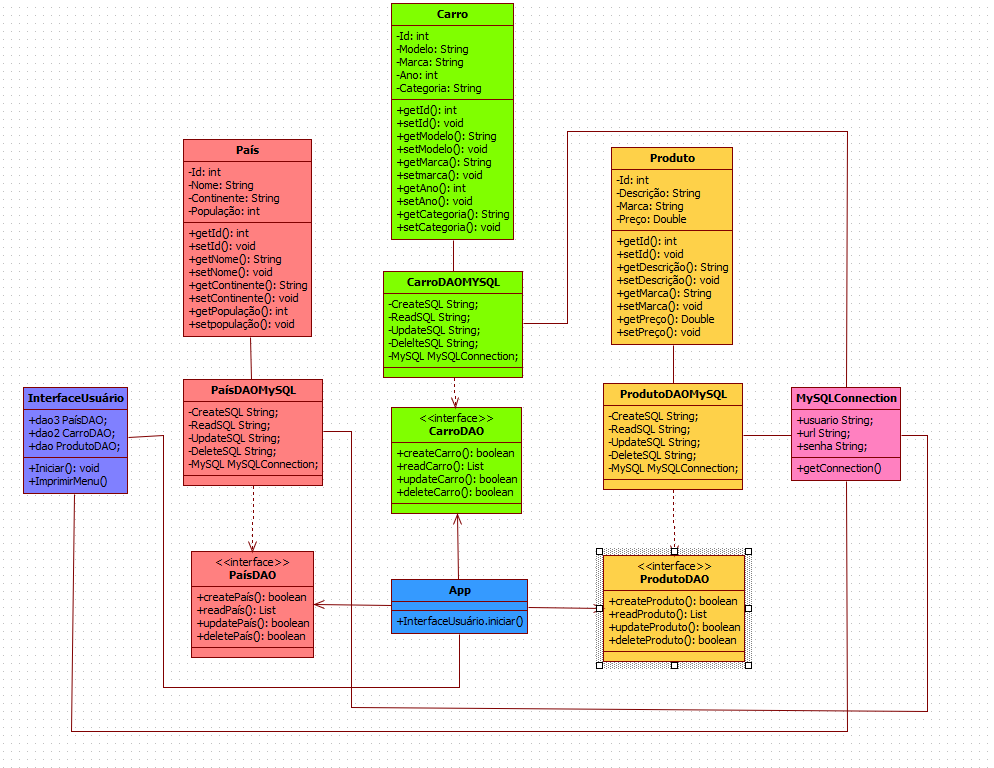 Carro
-Id: int
-Modelo: String
-Marca: String
-Ano: int
-Categoria: String
+getId(): int
+setId(): void
+getModelo(): String
+setModelo(): void
+getMarca(): String
+setmarca(): void
+getAno(): int
+setAno(): void
+getCategoria(): String
+setCategoria(): void
País
-Id: int
-Nome: String
-Continente: String
-População: int
+getId(): int
+setId(): void
+getNome(): String
+setNome(): void
+getContinente(): String
+setContinente(): void
+getPopulação(): int
+setpopulação(): void
Produto
-Id: int
-Descrição: String
-Marca: String
-Preço: Double
+getId(): int
+setId(): void
+getDescrição(): String
+setDescrição(): void
+getMarca(): String
+setMarca(): void
+getPreço(): Double
+setPreço(): void
CarroDAOMYSQL
-CreateSQL String;
-ReadSQL String;
-UpdateSQL String;
-DelelteSQL String;
-MySQL MySQLConnection;
InterfaceUsuário
+dao3 PaísDAO;
+dao2 CarroDAO;
+dao ProdutoDAO;
+Iniciar(): void
+ImprimirMenu()
PaísDAOMySQL
-CreateSQL String;
-ReadSQL String;
-UpdateSQL String;
-DeleteSQL String;
-MySQL MySQLConnection;
<<interface>>
CarroDAO
+createCarro(): boolean
+readCarro(): List
+updateCarro(): boolean
+deleteCarro(): boolean
ProdutoDAOMySQL
-CreateSQL String;
-ReadSQL String;
-UpdateSQL String;
-DeleteSQL String;
-MySQL MySQLConnection;
MySQLConnection
+usuario String;
+url String;
+senha String;
+getConnection()
<<interface>>
PaísDAO
+createPaís(): boolean
+readPaís(): List
+updatePaís(): boolean
+deletePaís(): boolean
App
+InterfaceUsuário.iniciar()
<<interface>>
ProdutoDAO
+createProduto(): boolean
+readProduto(): List
+updateProduto(): boolean
+deleteProduto(): boolean